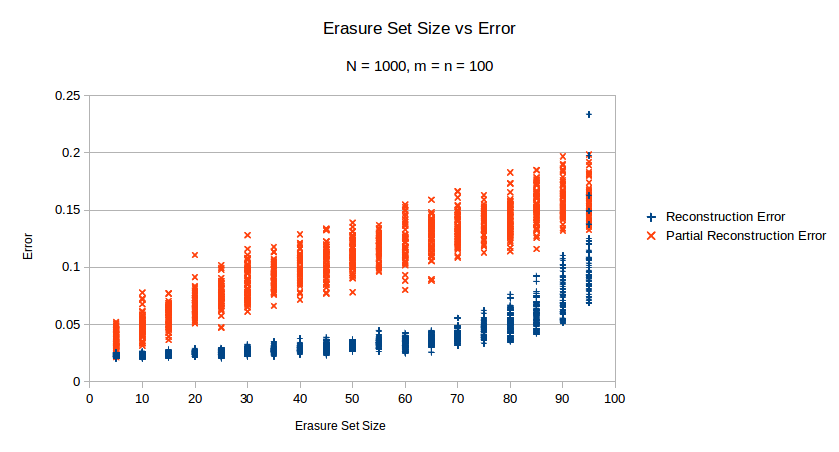 Erasure Set Size vs Error
N = 1000, m = n = 100
0.25
0.2
0.15
0.1
0.05
0
Error
0 10 20 30 40 50 60 70 80 90 100
Erasure Set Size
Reconstruction Error
Partial Reconstruction Error